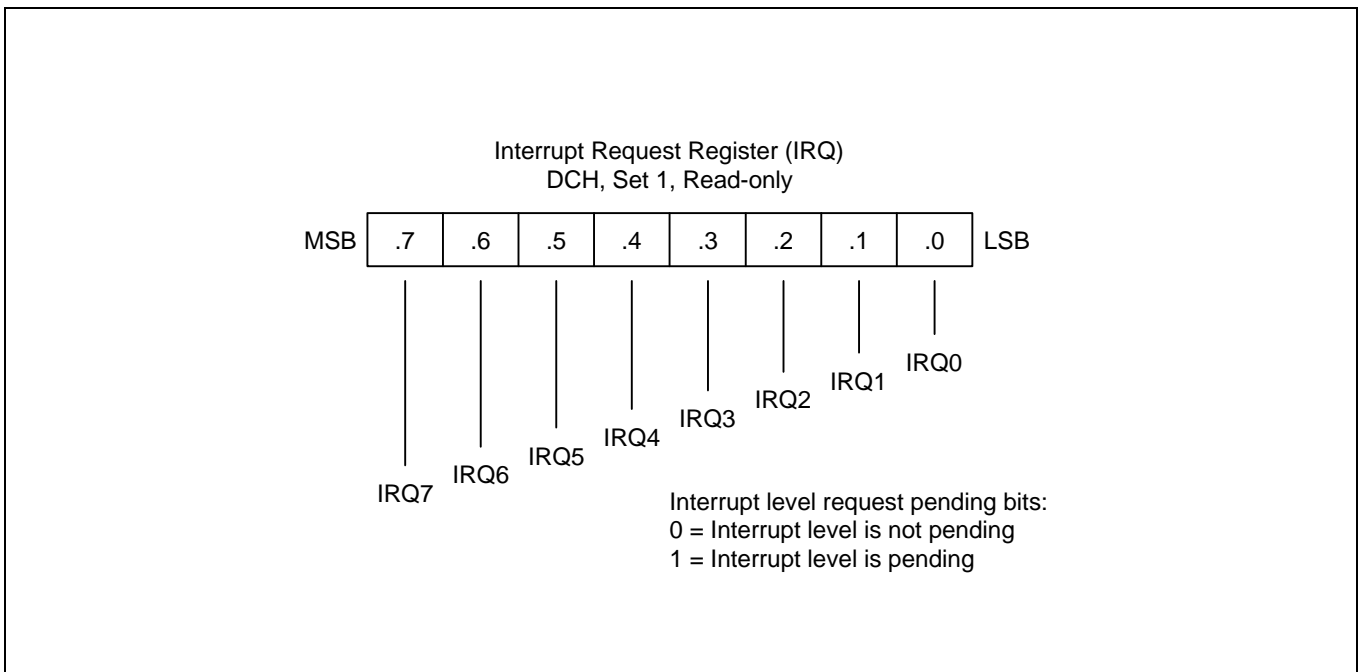 Interrupt Request Register (IRQ)
DCH, Set 1, Read-only
MSB .7 .6 .5 .4 .3 .2 .1 .0 LSB
IRQ7 IRQ6 IRQ5 IRQ4 IRQ3 IRQ2 IRQ1 IRQ0
Interrupt level request pending bits:
0 = Interrupt level is not pending
1 = Interrupt level is pending